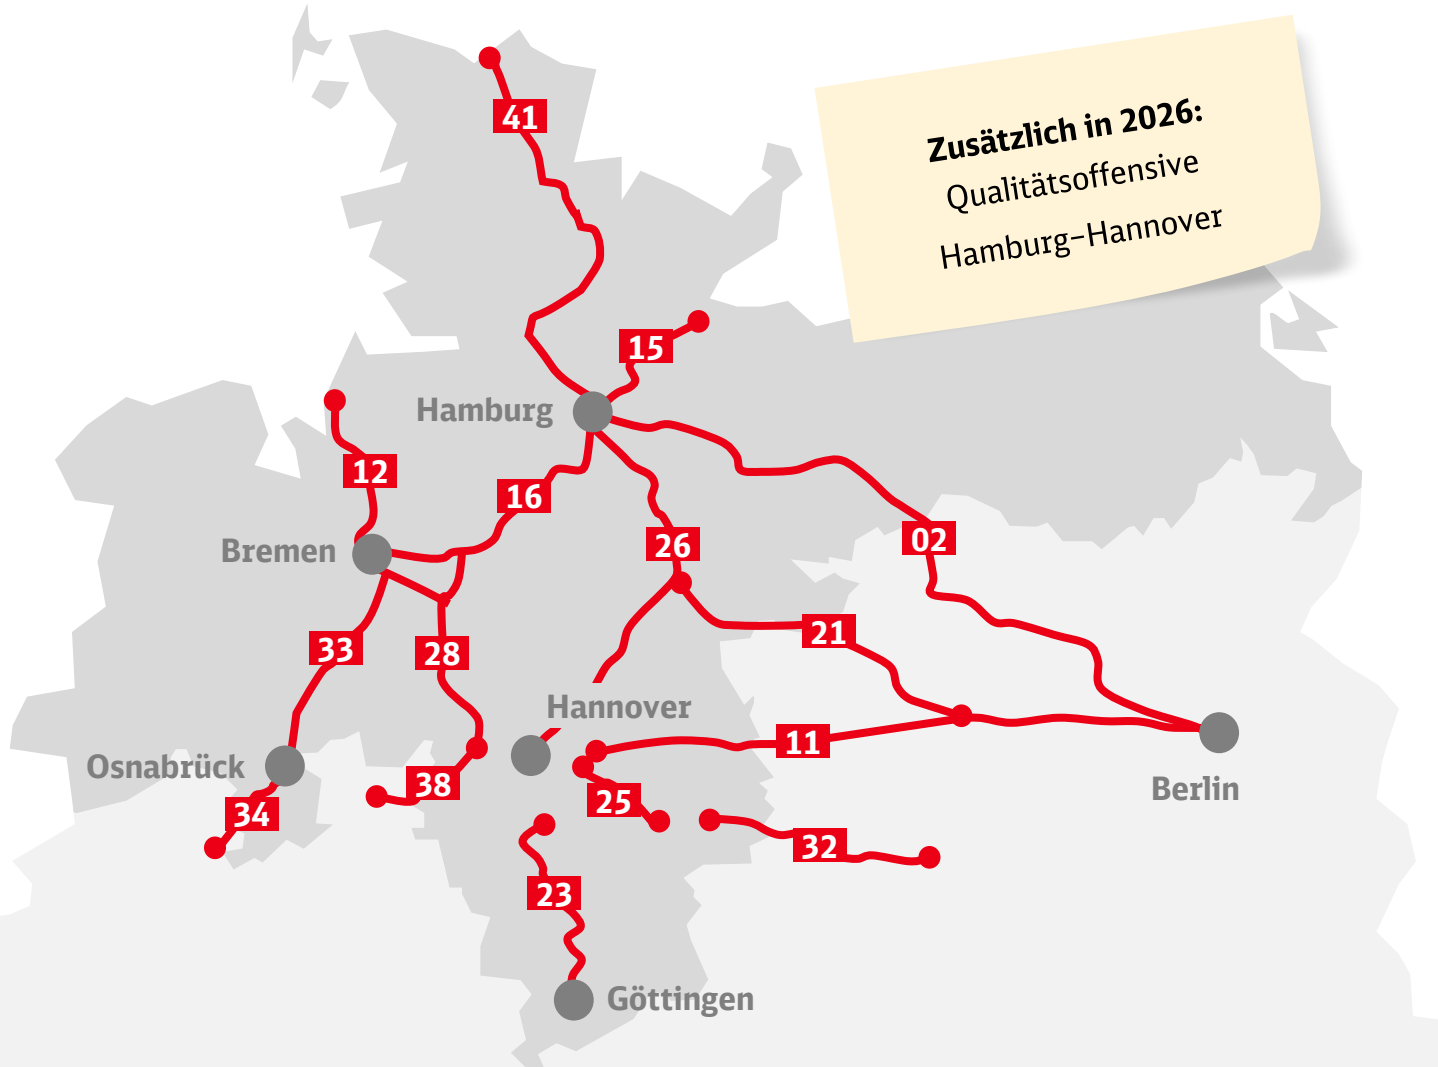 41
Zusätzlich in 2026:
Qualitätsoffensive
Hamburg–Hannover
15
Hamburg
12
16
Bremen
26
02
33
28
21
Hannover
11
Osnabrück
38
Berlin
34
25
32
23
Göttingen